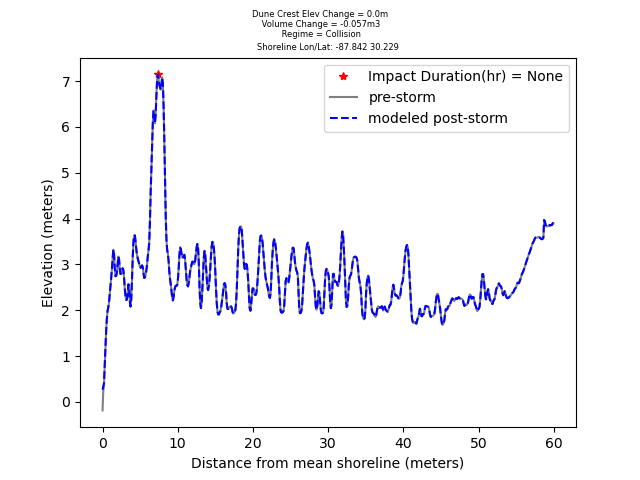 Dune Crest Elev Change = 0.0m
Volume Change = -0.057m3
Regime = Collision
Shoreline Lon/Lat: -87.842 30.229
Impact Duration(hr) = None
pre-storm
modeled post-storm
Elevation (meters)
7
6
5
4
3
2
1
0
0 10 20 30 40 50 60
Distance from mean shoreline (meters)